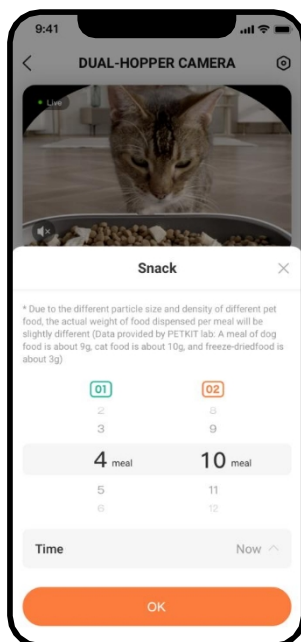 9:41
DUAL-HOPPER CAMERA
Live
Snack
* Due to the different particle size and density of different pet
food, the actual weight of food dispensed per meal will be
slightly different (Data provided by PETKIT lab: A meal of dog
food is about 9g, cat food is about 10g, and freeze-driedfood is
about 3g)
01 02
2 8
3 9
4 meal 10 meal
5 11
6 12
Time Now
OK